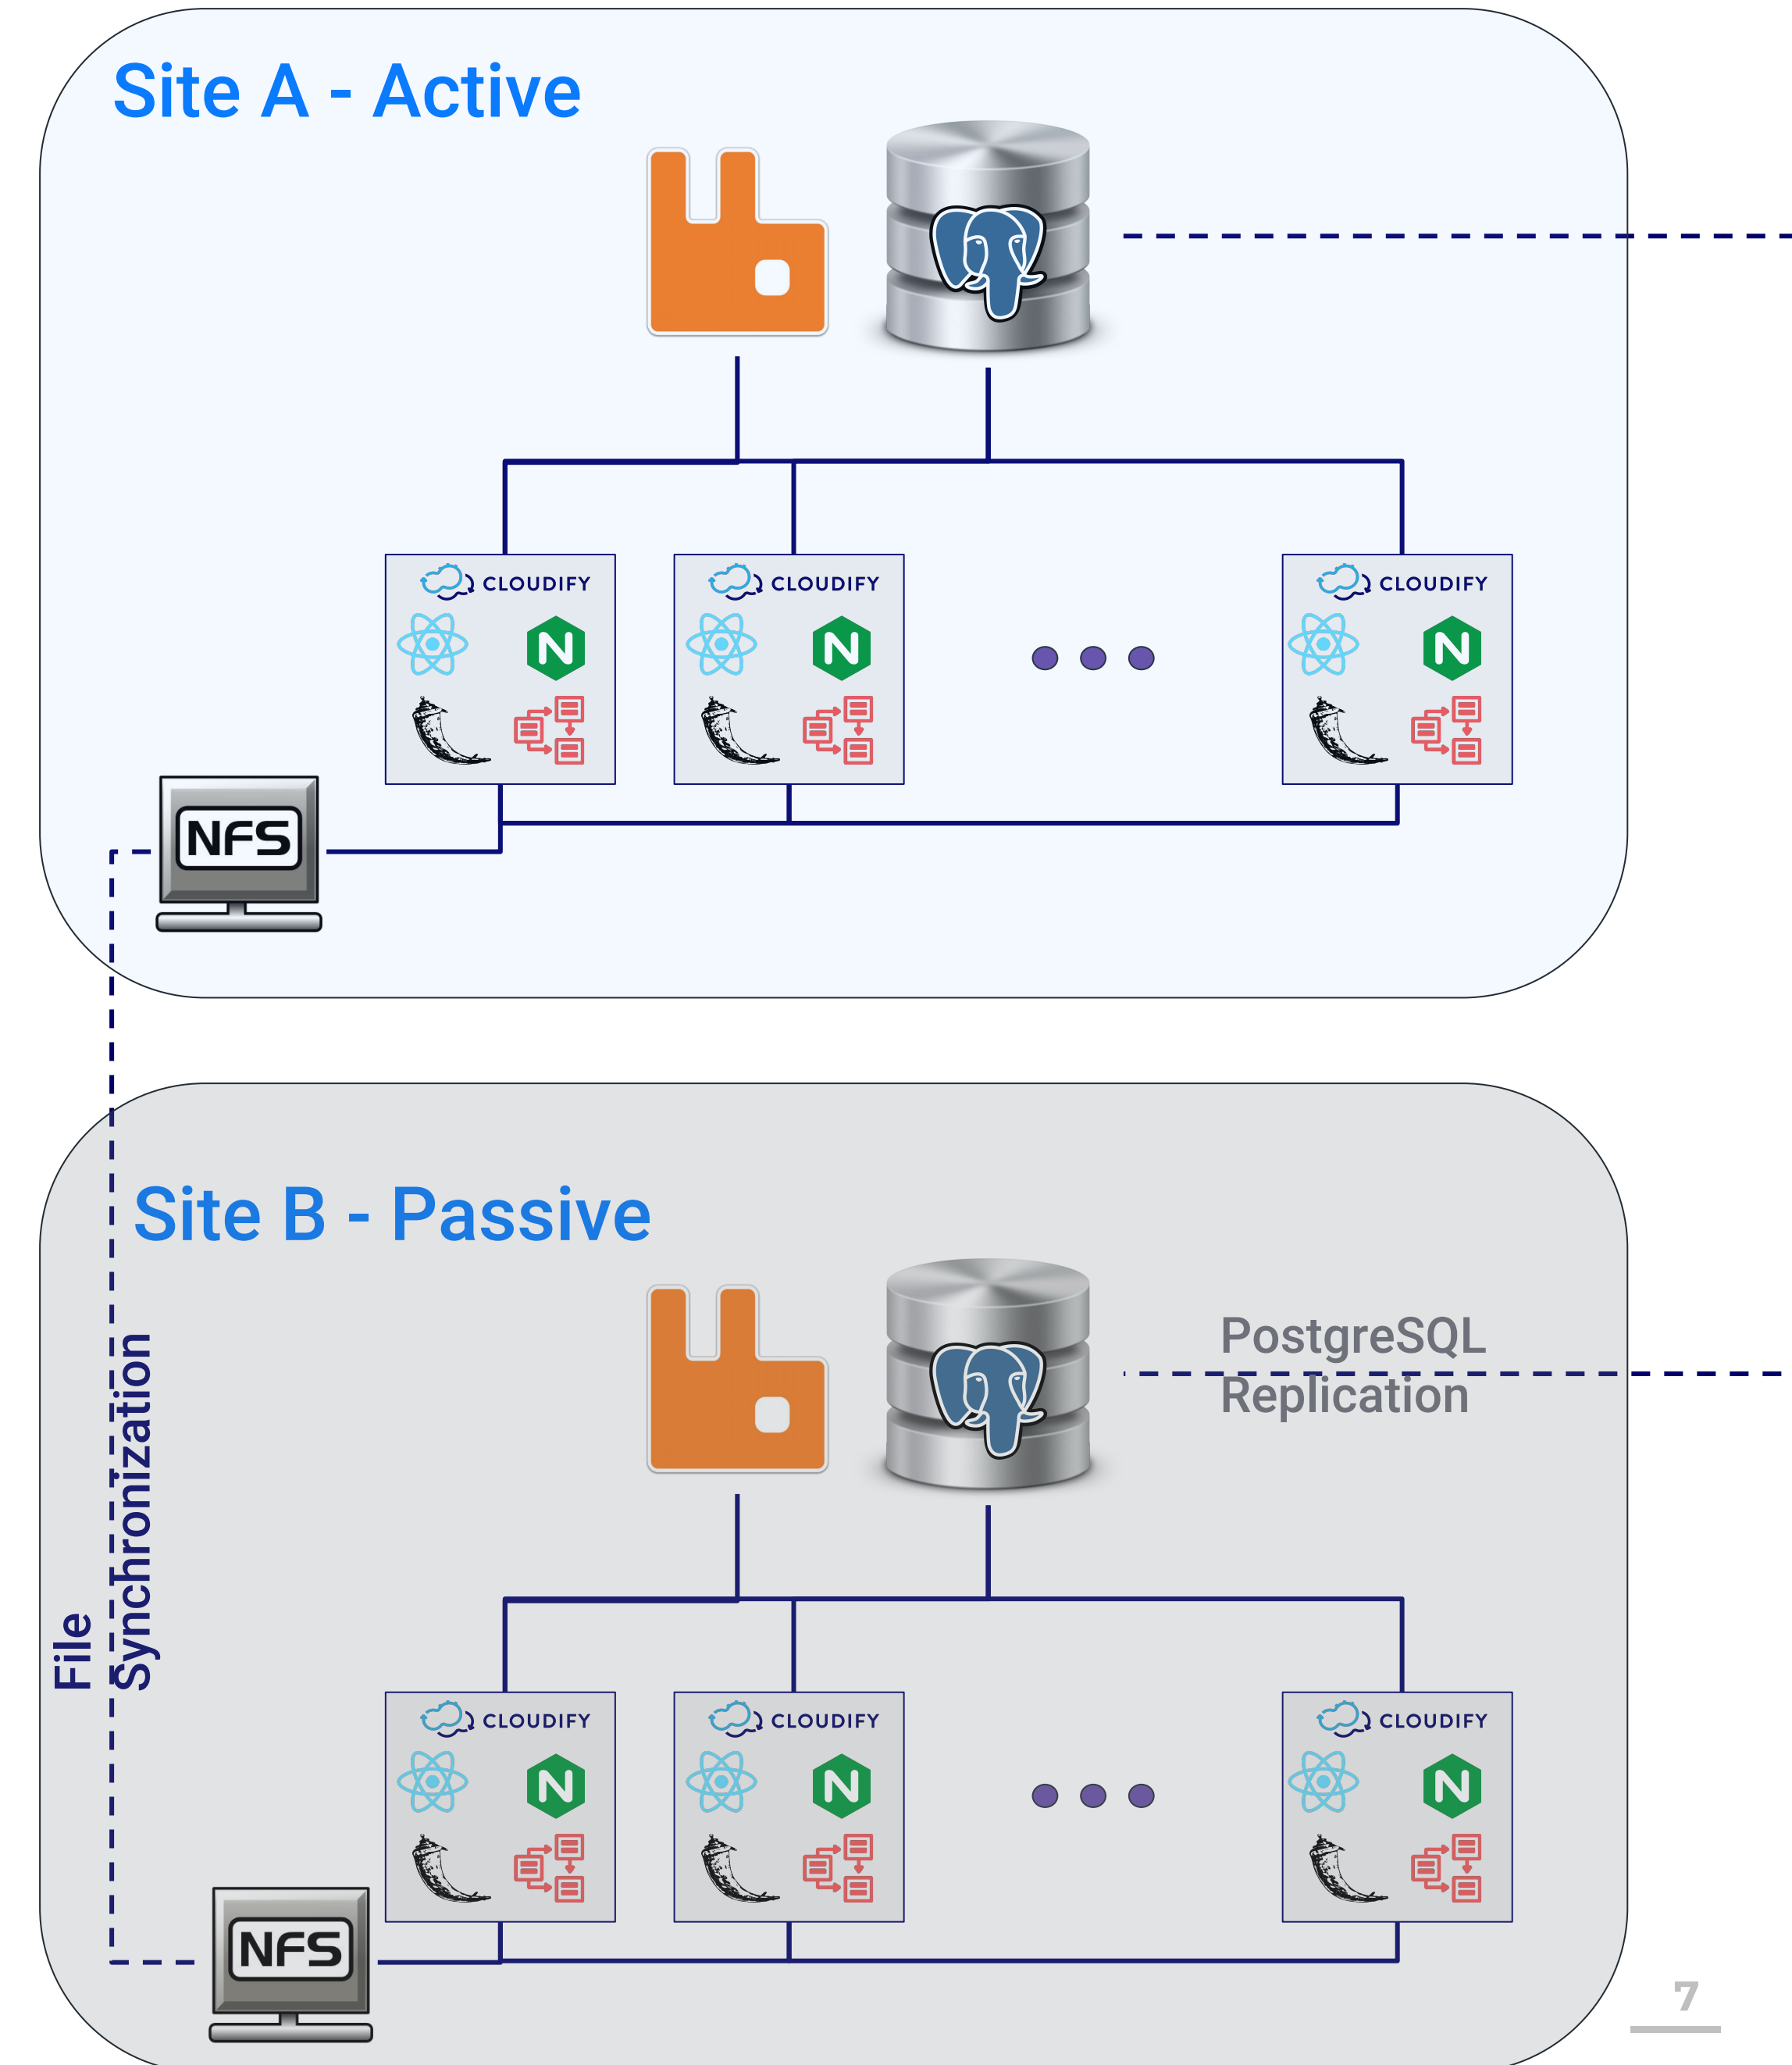 Site A - Active
CLOUDIFY
CLOUDIFY
CLOUDIFY
NFS
Site B - Passive
PostgreSQL
Replication
File
Synchronization
CLOUDIFY
CLOUDIFY
CLOUDIFY
NFS
7